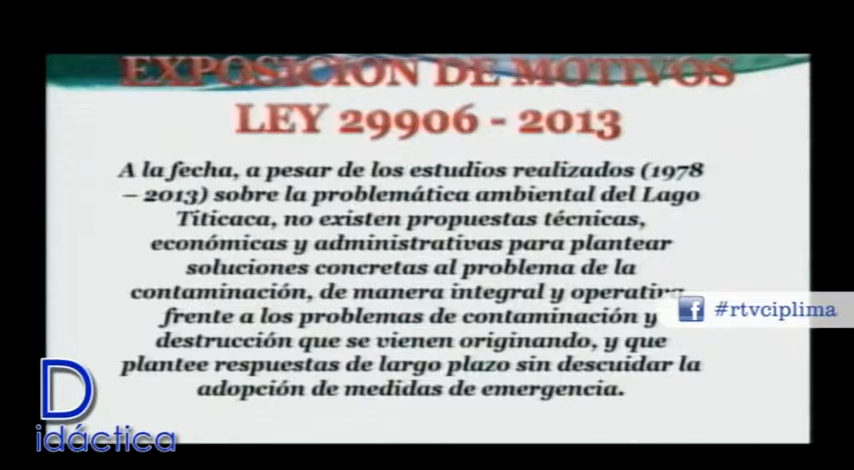 EXPOSICION DE MOTIVOS
LEY 29906 - 2013
A la fecha, a pesar de los estudios realizados (1978
– 2013) sobre la problemática ambiental del Lago
Titicaca, no existen propuestas técnicas,
económicas y administrativas para plantear
soluciones concretas al problema de la
contaminación, de manera integral y operativa
frente a los problemas de contaminación y
destrucción que se vienen originando, y que
plantee respuestas de largo plazo sin descuidar la
adopción de medidas de emergencia.
f #rtvciplima
Didáctica